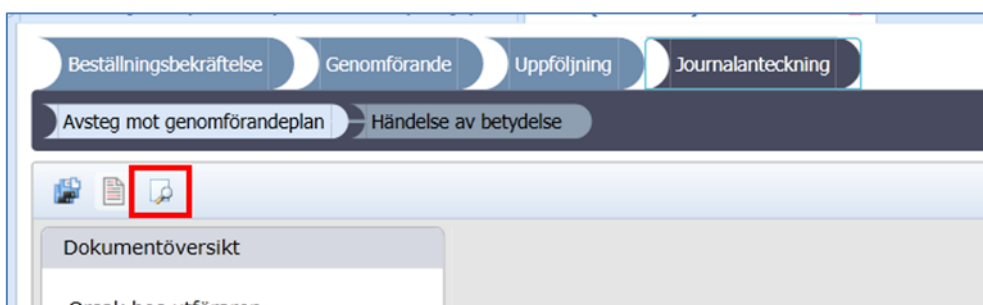 Beställningsbekräftelse Genomförande Uppföljning Journalanteckning
Avsteg mot genomförandeplan Händelse av betydelse
Dokumentöversikt